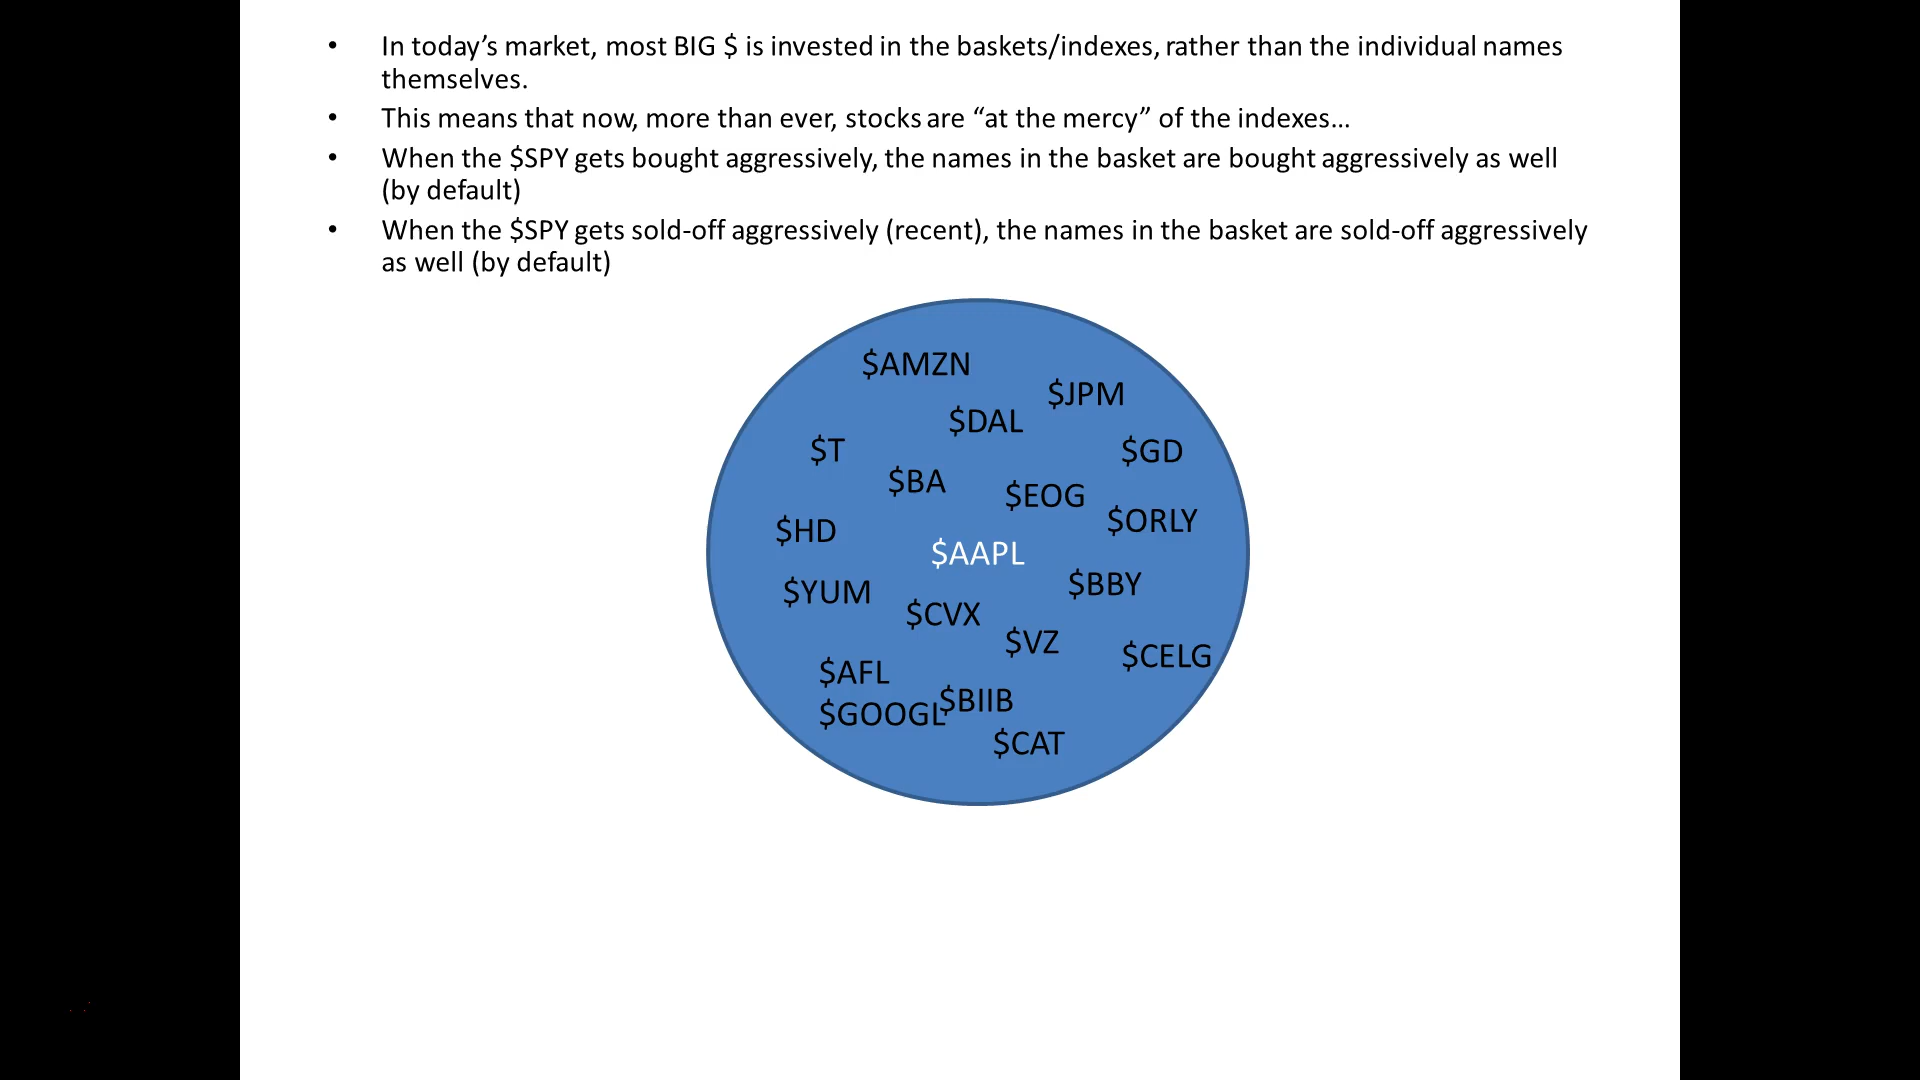 • In today’s market, most BIG $ is invested in the baskets/indexes, rather than the individual names
themselves.
• This means that now, more than ever, stocks are “at the mercy” of the indexes…
• When the $SPY gets bought aggressively, the names in the basket are bought aggressively as well
(by default)
• When the $SPY gets sold-off aggressively (recent), the names in the basket are sold-off aggressively
as well (by default)
$AMZN
$JPM
$DAL
$T
$GD
$BA
$EOG
$ORLY
$HD
$AAPL
$BBY
$YUM
$CVX
$VZ
$CELG
$AFL
$BIIB
$GOOGL
$CAT